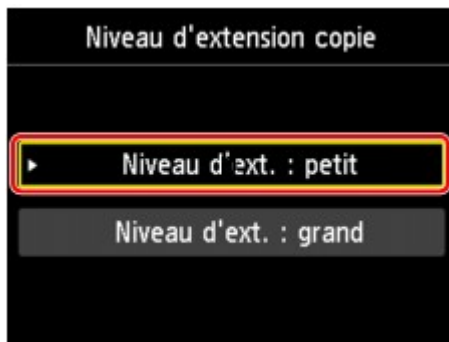 Niveau d'extension copie
Niveau d'ext. : petit
Niveau d'ext. : grand